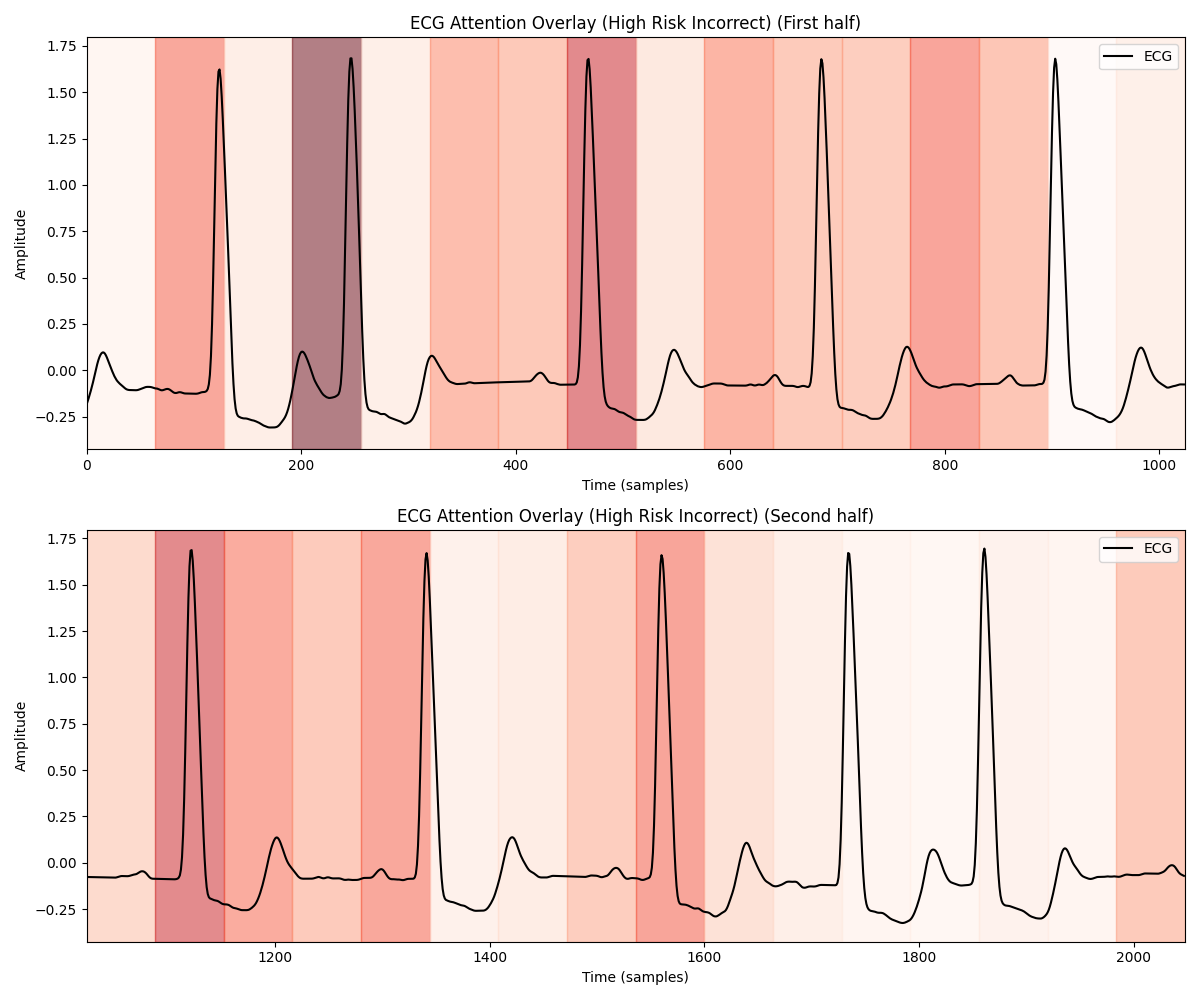 ECG Attention Overlay (High Risk Incorrect) (First half)
1.75
1.50
1.25
1.00
0.75
0.50
0.25
0.00
−0.25
Amplitude
ECG
0 200 400 600 800 1000
Time (samples)
ECG Attention Overlay (High Risk Incorrect) (Second half)
1.75
1.50
1.25
1.00
0.75
0.50
0.25
0.00
−0.25
Amplitude
ECG
1200 1400 1600 1800 2000
Time (samples)